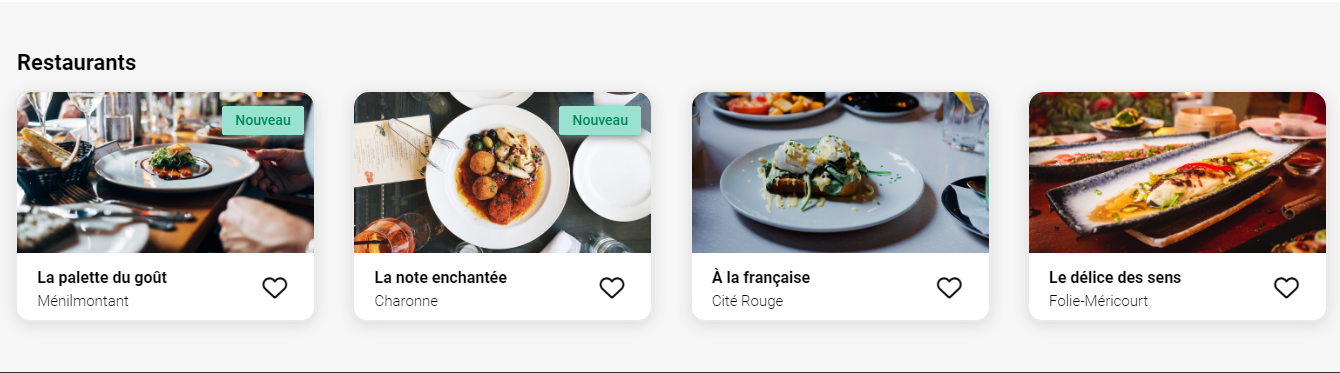 Restaurants
Nouveau
Nouveau
La palette du goût
Ménilmontant
La note enchantée
Charonne
À la française
Cité Rouge
Le délice des sens
Folie-Méricourt